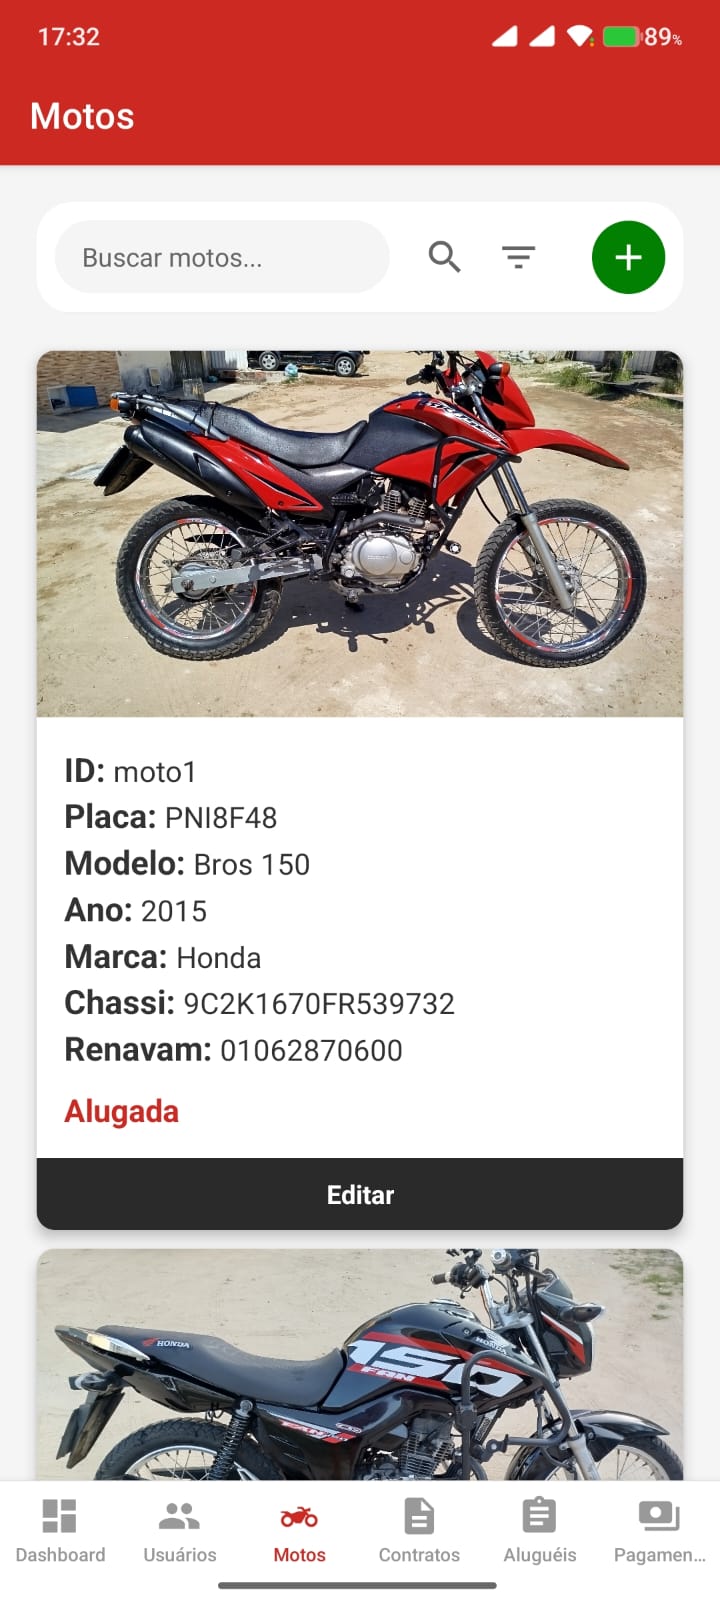 17:32
89%
Motos
Buscar motos...
ID: moto1
Placa: PNI8F48
Modelo: Bros 150
Ano: 2015
Marca: Honda
Chassi: 9C2K1670FR539732
Renavam: 01062870600
Alugada
Editar
HONDA
HONDA
150
FAN
Dashboard
Usuários
Motos
Contratos
Aluguéis
Pagamen...